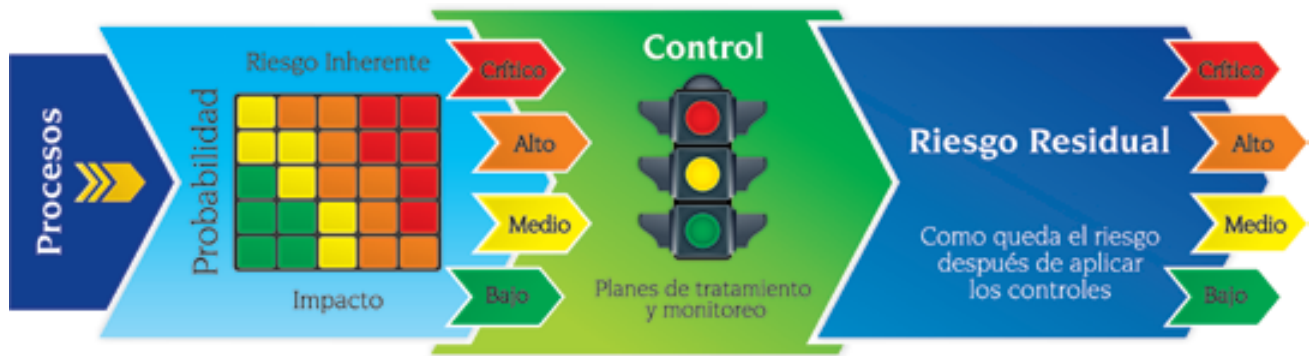 Procesos
Probabilidad
Riesgo Inherente
Impacto
Crítico
Alto
Medio
Bajo
Control
Planes de tratamiento
y monitoreo
Riesgo Residual
Como queda el riesgo
después de aplicar
los controles
Crítico
Alto
Medio
Bajo